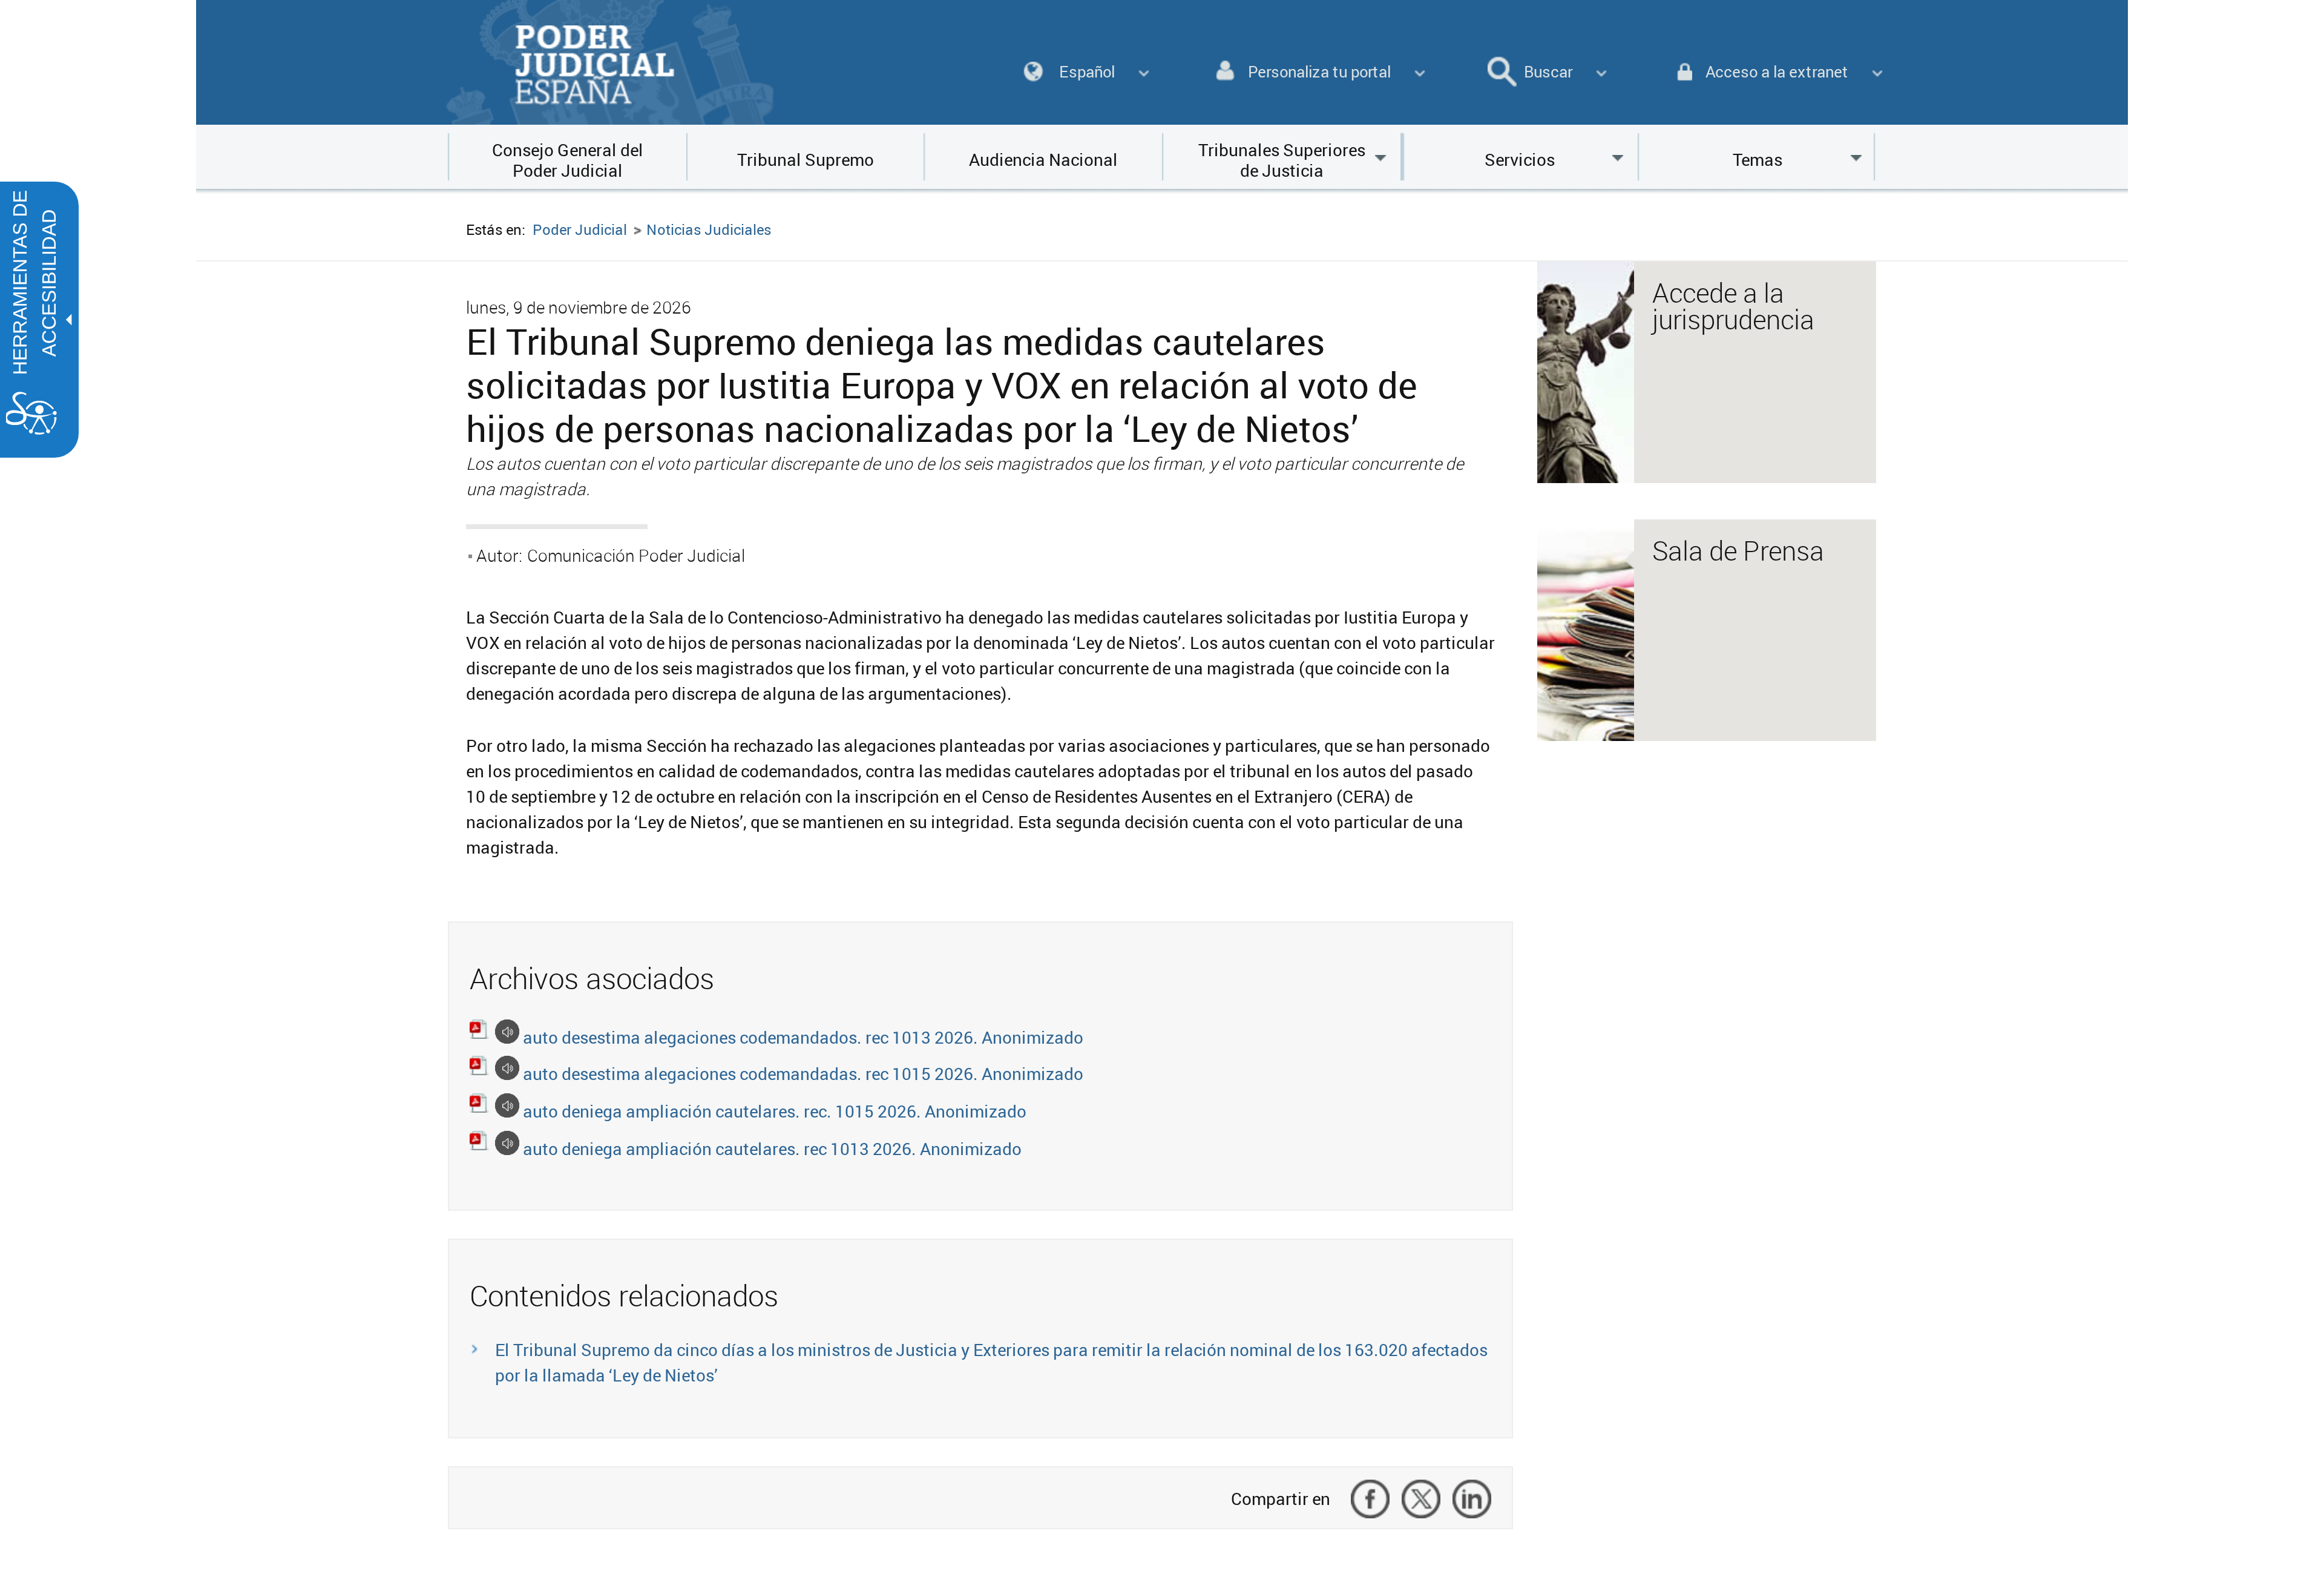 PODER
JUDICIAL
ESPAÑA
VLTRA
Español
Personaliza tu portal
Buscar
Acceso a la extranet
Consejo General del
Poder Judicial
Tribunal Supremo
Audiencia Nacional
Tribunales Superiores
de Justicia
Servicios
Temas
HERRAMIENTAS DE
ACCESIBILIDAD
Estás en: Poder Judicial > Noticias Judiciales
lunes, 9 de noviembre de 2026
El Tribunal Supremo deniega las medidas cautelares
solicitadas por Iustitia Europa y VOX en relación al voto de
hijos de personas nacionalizadas por la ‘Ley de Nietos’
Los autos cuentan con el voto particular discrepante de uno de los seis magistrados que los firman, y el voto particular concurrente de
una magistrada.
Autor: Comunicación Poder Judicial
La Sección Cuarta de la Sala de lo Contencioso-Administrativo ha denegado las medidas cautelares solicitadas por Iustitia Europa y
VOX en relación al voto de hijos de personas nacionalizadas por la denominada ‘Ley de Nietos’. Los autos cuentan con el voto particular
discrepante de uno de los seis magistrados que los firman, y el voto particular concurrente de una magistrada (que coincide con la
denegación acordada pero discrepa de alguna de las argumentaciones).
Por otro lado, la misma Sección ha rechazado las alegaciones planteadas por varias asociaciones y particulares, que se han personado
en los procedimientos en calidad de codemandados, contra las medidas cautelares adoptadas por el tribunal en los autos del pasado
10 de septiembre y 12 de octubre en relación con la inscripción en el Censo de Residentes Ausentes en el Extranjero (CERA) de
nacionalizados por la ‘Ley de Nietos’, que se mantienen en su integridad. Esta segunda decisión cuenta con el voto particular de una
magistrada.
Accede a la
jurisprudencia
Sala de Prensa
Archivos asociados
auto desestima alegaciones codemandados. rec 1013 2026. Anonimizado
auto desestima alegaciones codemandadas. rec 1015 2026. Anonimizado
auto deniega ampliación cautelares. rec. 1015 2026. Anonimizado
auto deniega ampliación cautelares. rec 1013 2026. Anonimizado
Contenidos relacionados
El Tribunal Supremo da cinco días a los ministros de Justicia y Exteriores para remitir la relación nominal de los 163.020 afectados
por la llamada ‘Ley de Nietos’
Compartir en